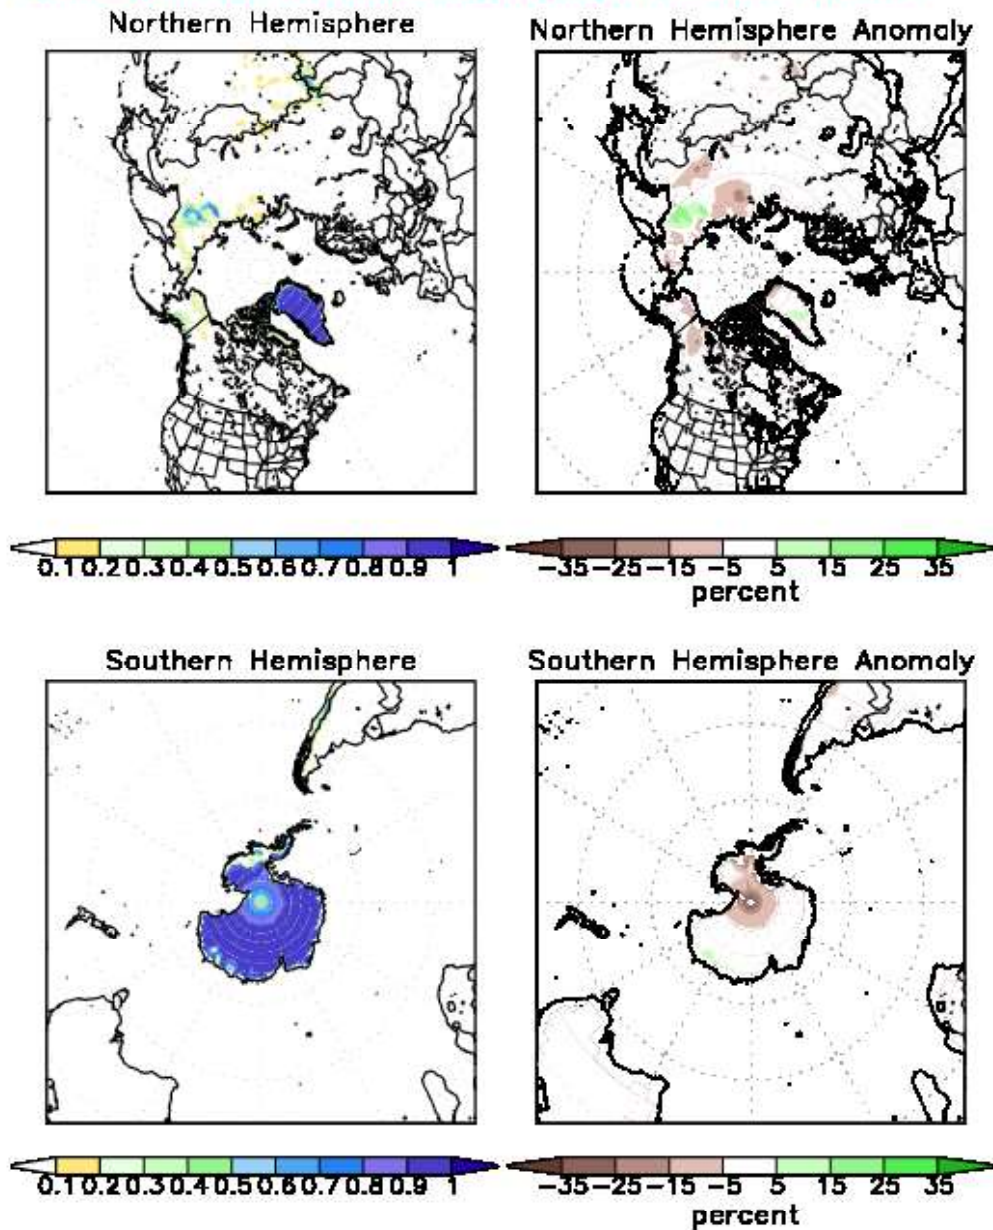 Northern Hemisphere
Northern Hemisphere Anomaly
0.1 0.2 0.3 0.4 0.5 0.6 0.7 0.8 0.9 1
-35 -25 -15 -5 5 15 25 35
percent
Southern Hemisphere
Southern Hemisphere Anomaly
0.1 0.2 0.3 0.4 0.5 0.6 0.7 0.8 0.9 1
-35 -25 -15 -5 5 15 25 35
percent